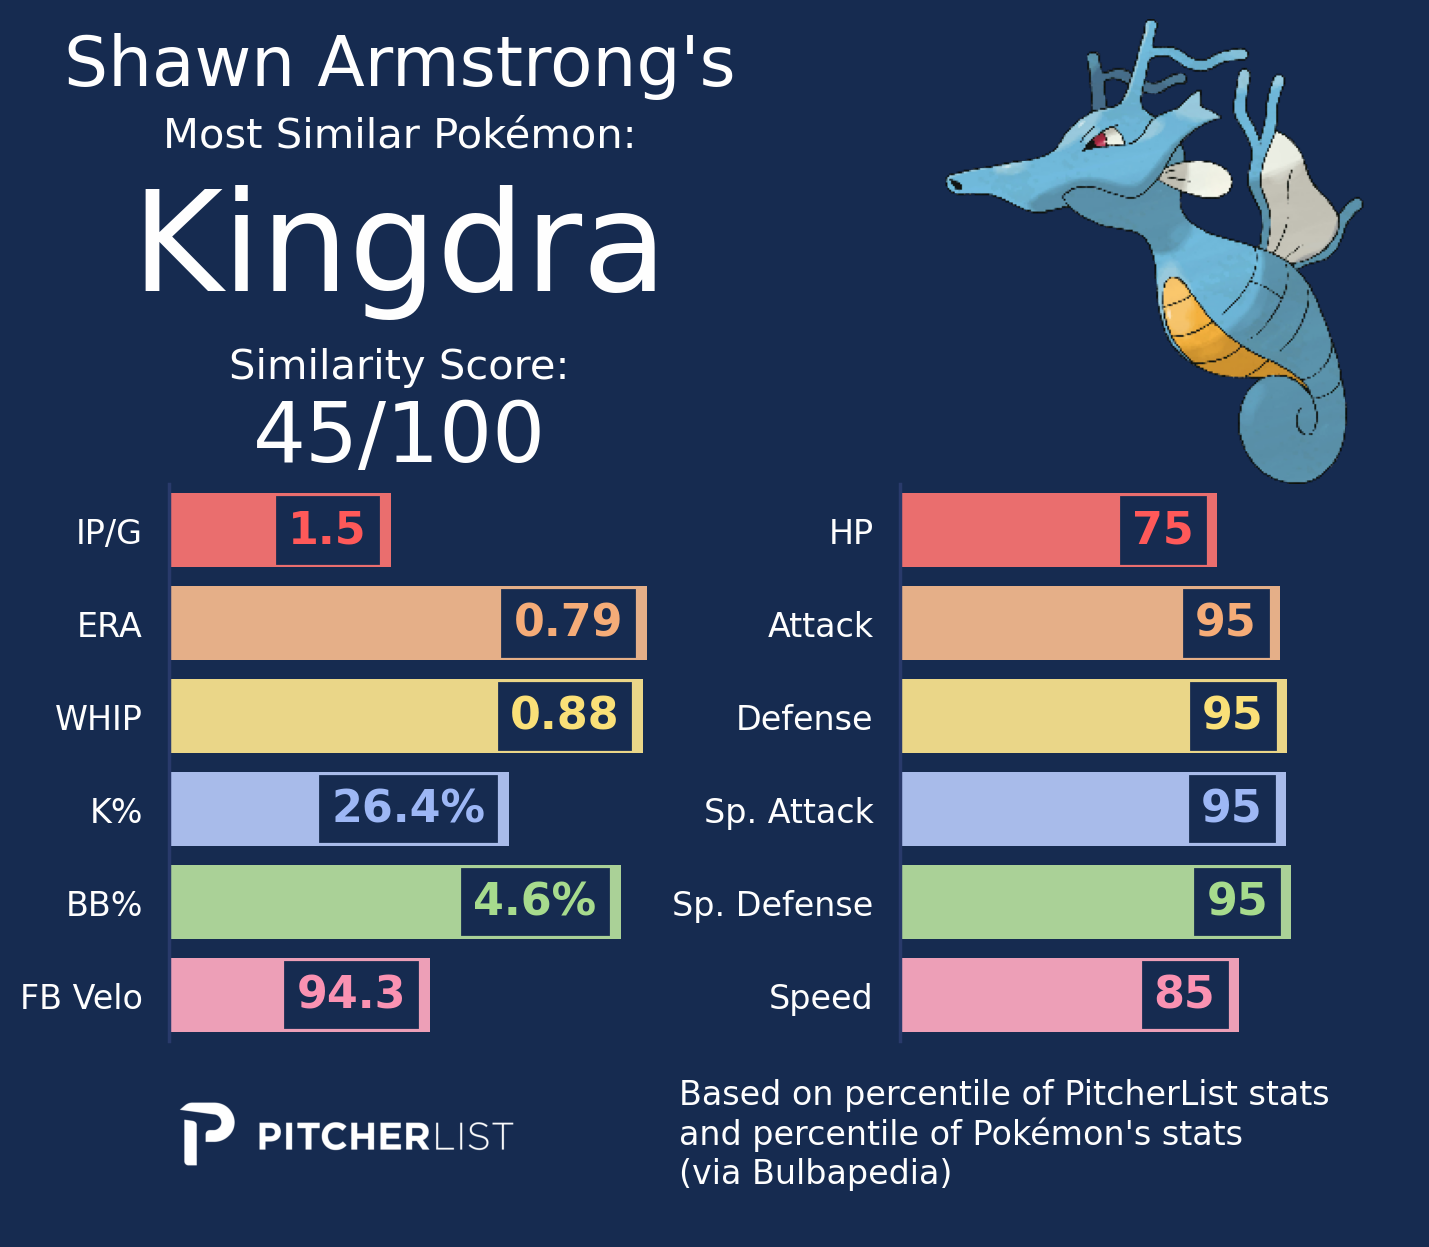 Shawn Armstrong's
Most Similar Pokémon:
Kingdra
Similarity Score:
45/100
IP/G 1.5
ERA 0.79
WHIP 0.88
K% 26.4%
BB% 4.6%
FB Velo 94.3
HP 75
Attack 95
Defense 95
Sp. Attack 95
Sp. Defense 95
Speed 85
PITCHERLIST
Based on percentile of PitcherList stats
and percentile of Pokémon's stats
(via Bulbapedia)